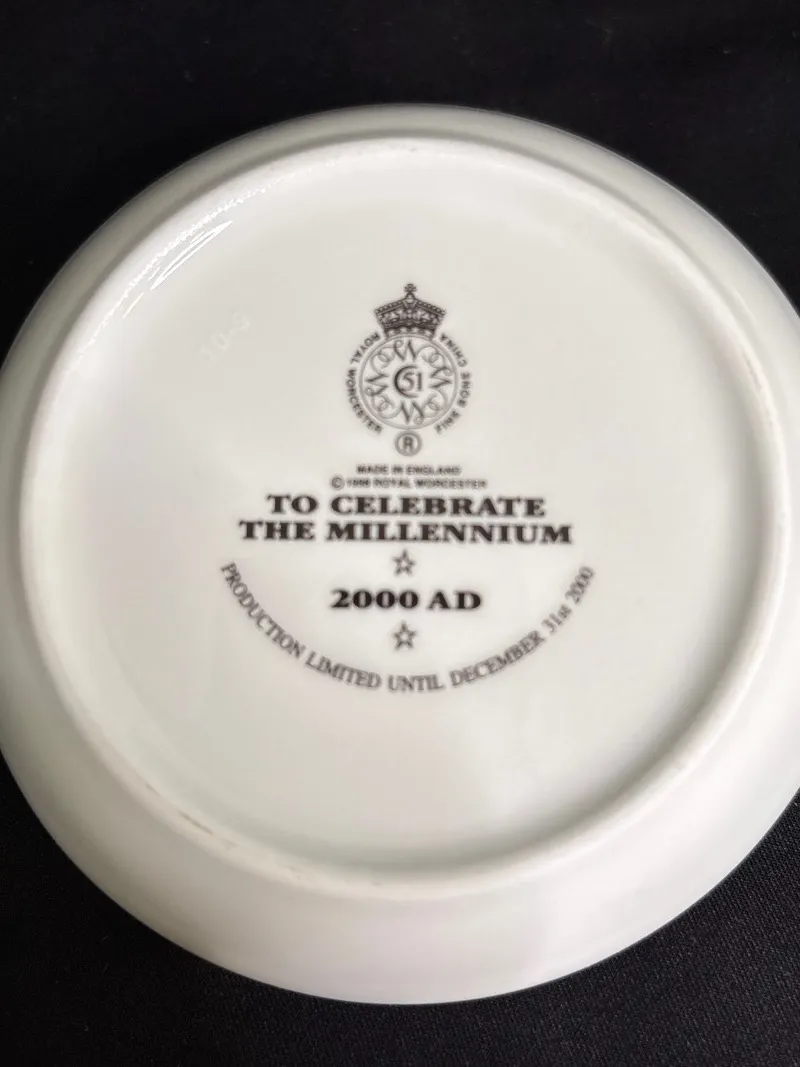 ROYAL WORCESTER
FINE BONE CHINA
51
®
MADE IN ENGLAND
© 1998 ROYAL WORCESTER
TO CELEBRATE
THE MILLENNIUM
☆
2000 AD
☆
PRODUCTION LIMITED UNTIL DECEMBER 31st 2000